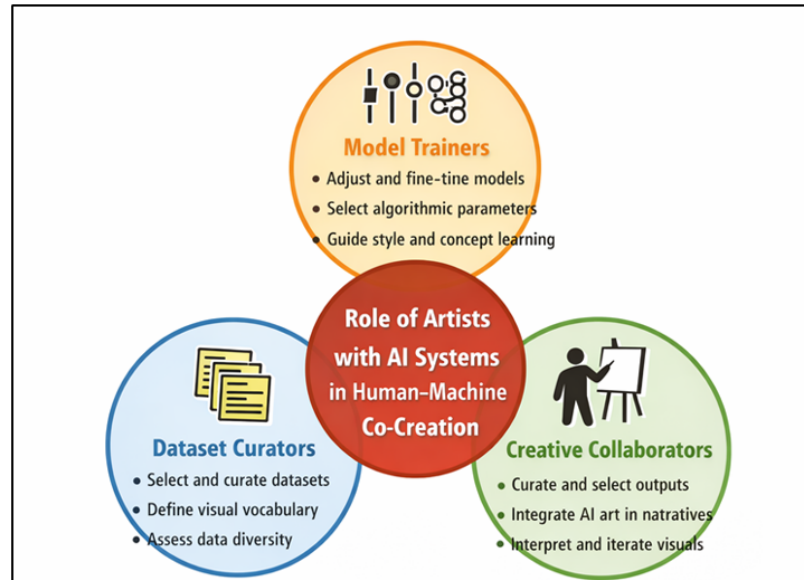 Model Trainers
• Adjust and fine-tine models
• Select algorithmic parameters
• Guide style and concept learning
Role of Artists
with AI Systems
in Human–Machine
Co-Creation
Dataset Curators
• Select and curate datasets
• Define visual vocabulary
• Assess data diversity
Creative Collaborators
• Curate and select outputs
• Integrate AI art in natratives
• Interpret and iterate visuals